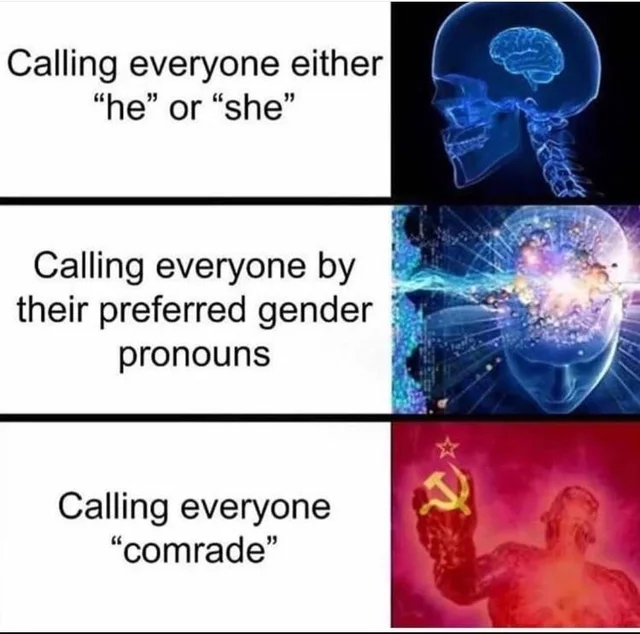 Calling everyone either
“he” or “she”
Calling everyone by
their preferred gender
pronouns
Calling everyone
“comrade”